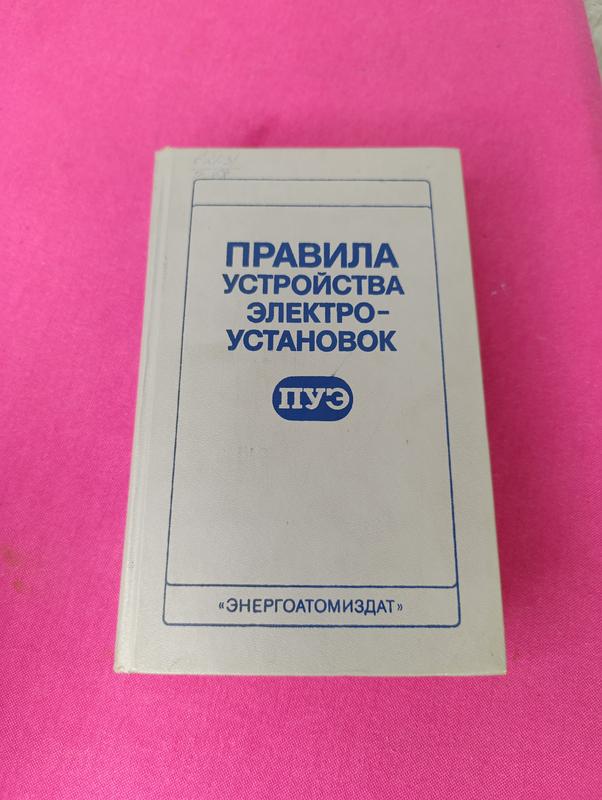 ПРАВИЛА
УСТРОЙСТВА
ЭЛЕКТРО-
УСТАНОВОК
ПУЭ
«ЭНЕРГОАТОМИЗДАТ»